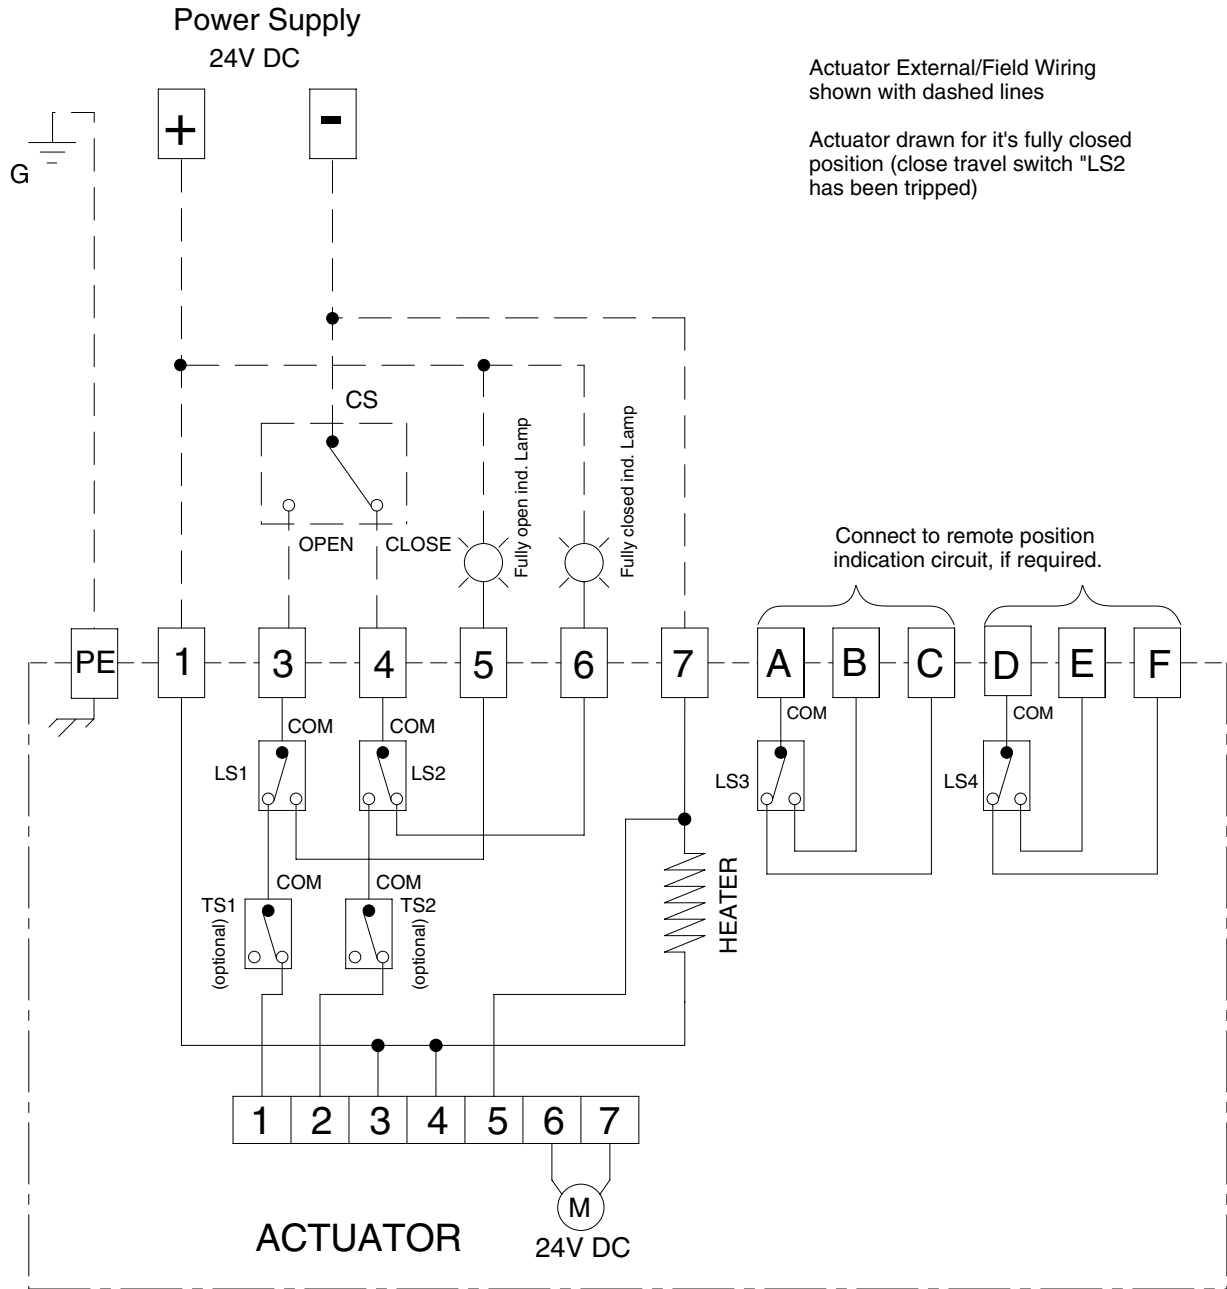 Power Supply
24V DC
Actuator External/Field Wiring
shown with dashed lines
Actuator drawn for it's fully closed
position (close travel switch "LS2
has been tripped)
+
-
G
CS
OPEN
CLOSE
Fully open ind. Lamp
Fully closed ind. Lamp
Connect to remote position
indication circuit, if required.
PE
1
3
4
5
6
7
A
B
C
D
E
F
COM
COM
COM
COM
LS1
LS2
LS3
LS4
COM
COM
TS1
(optional)
TS2
(optional)
HEATER
1
2
3
4
5
6
7
M
24V DC
ACTUATOR